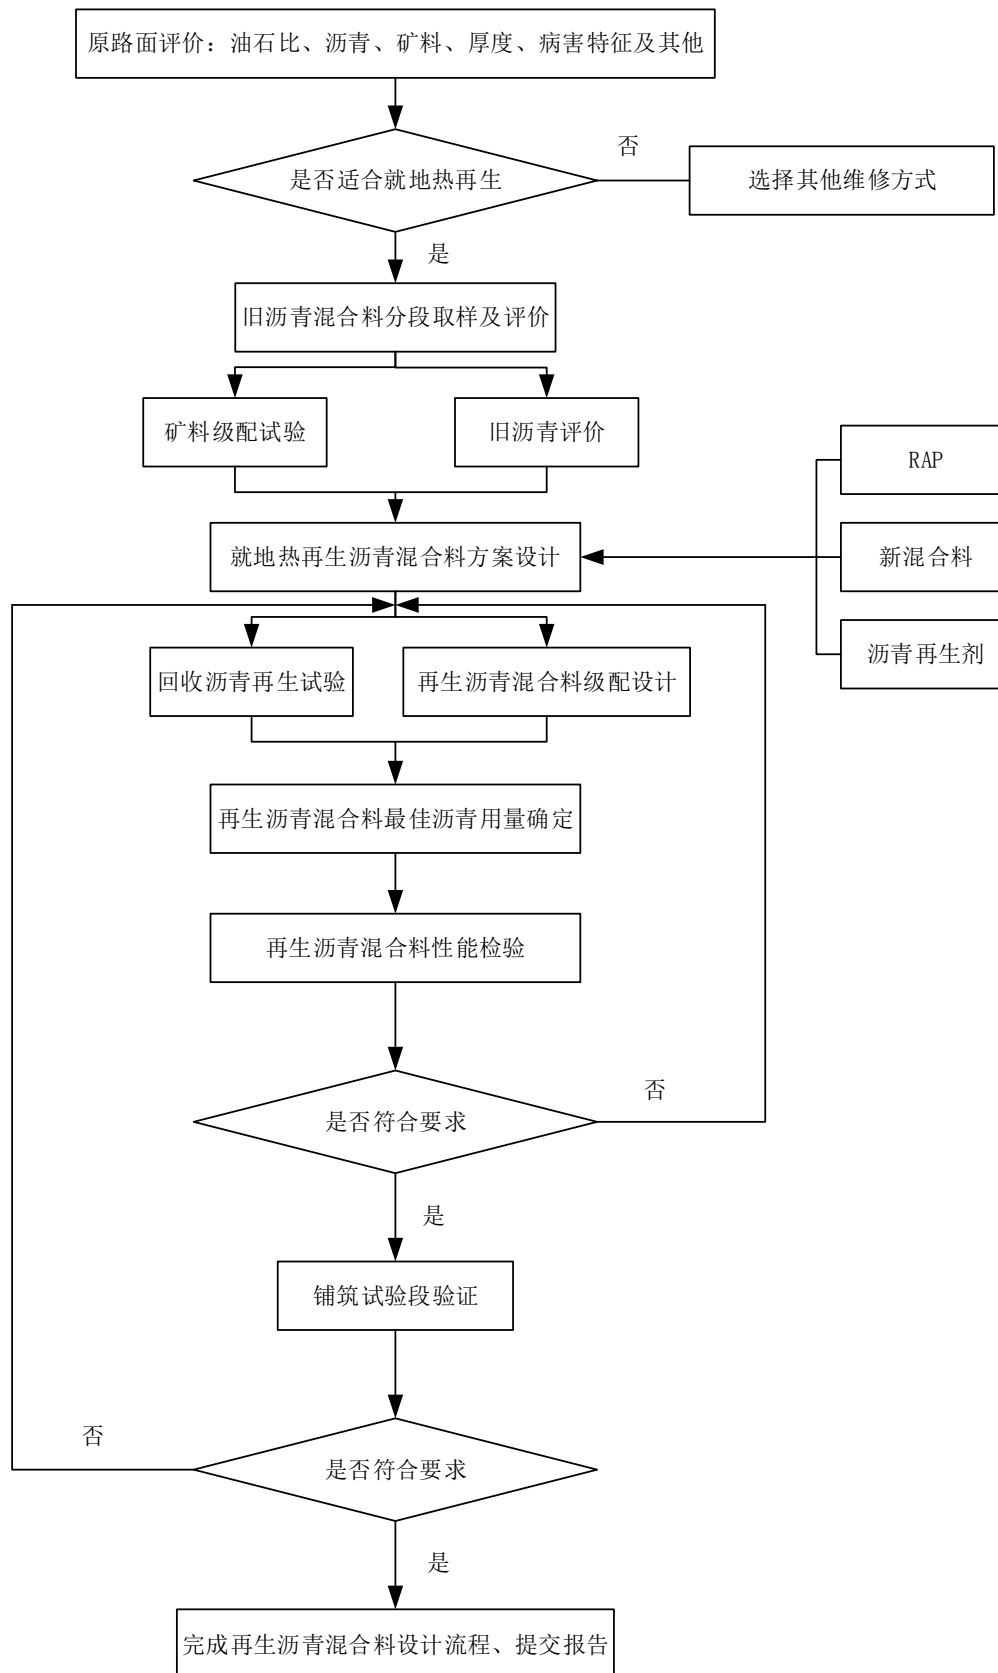 原路面评价：油石比、沥青、矿料、厚度、病害特征及其他
是否适合就地热再生
否
选择其他维修方式
是
旧沥青混合料分段取样及评价
矿料级配试验
旧沥青评价
RAP
就地热再生沥青混合料方案设计
新混合料
沥青再生剂
回收沥青再生试验
再生沥青混合料级配设计
再生沥青混合料最佳沥青用量确定
再生沥青混合料性能检验
否
是否符合要求
是
铺筑试验段验证
否
是否符合要求
是
完成再生沥青混合料设计流程、提交报告